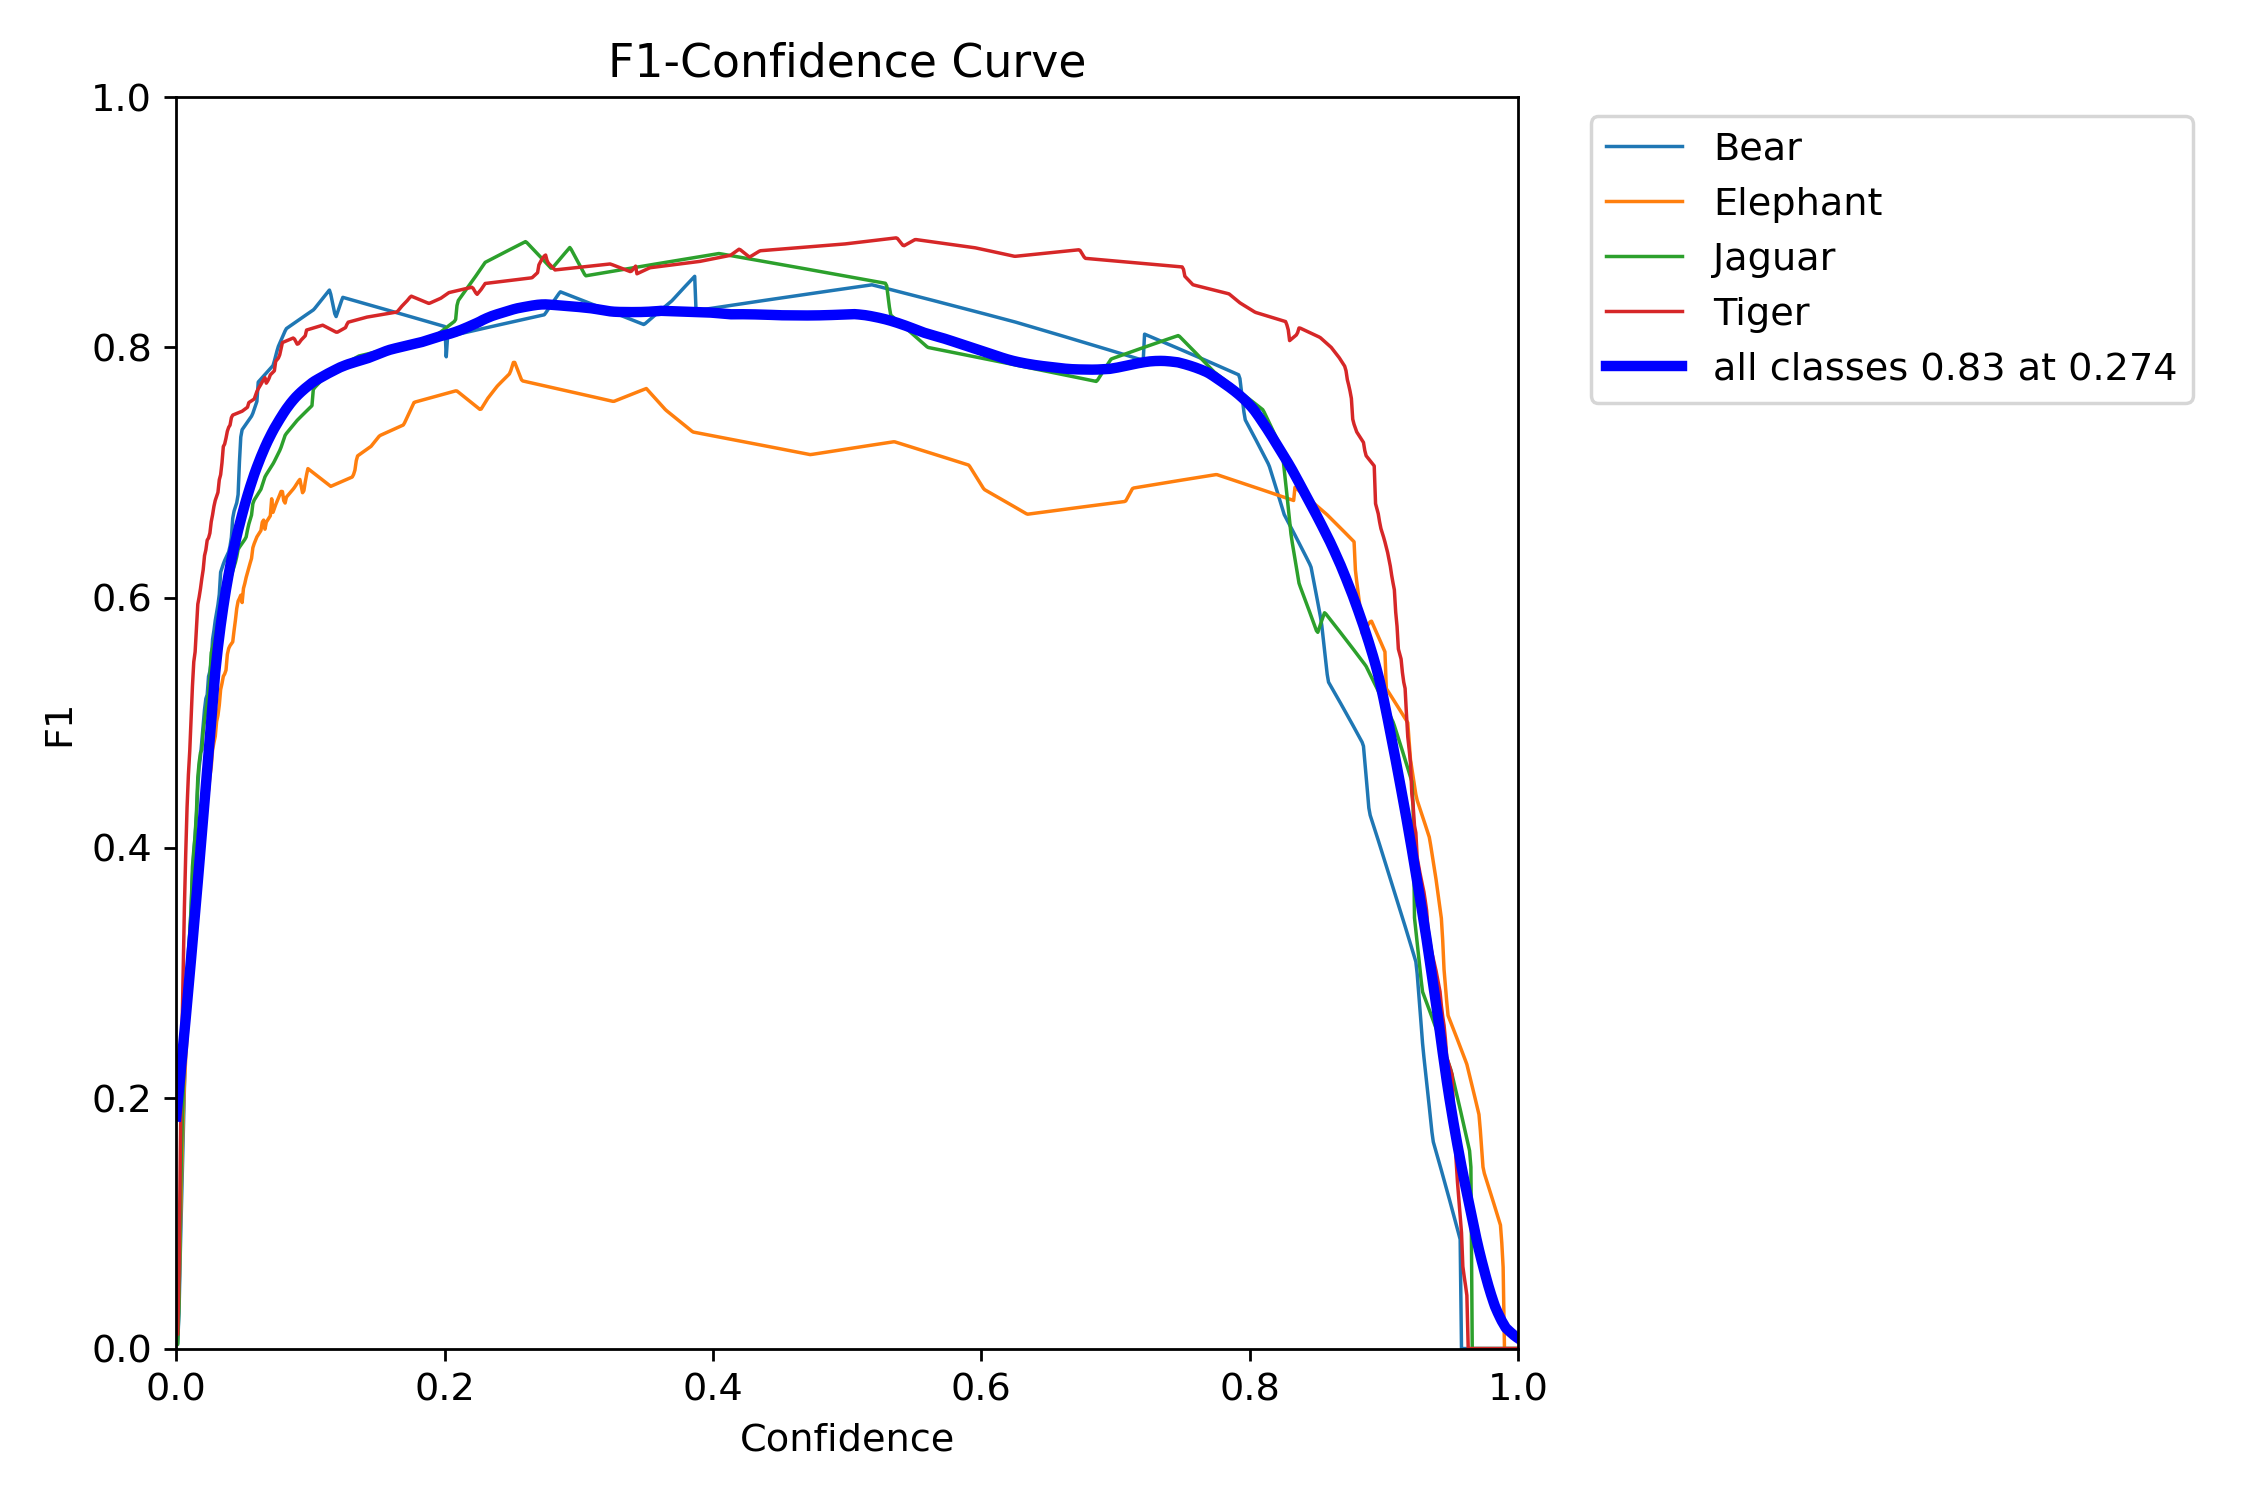 F1-Confidence Curve
1.0
0.8
0.6
0.4
0.2
0.0
F1
0.0 0.2 0.4 0.6 0.8 1.0
Confidence
Bear
Elephant
Jaguar
Tiger
all classes 0.83 at 0.274